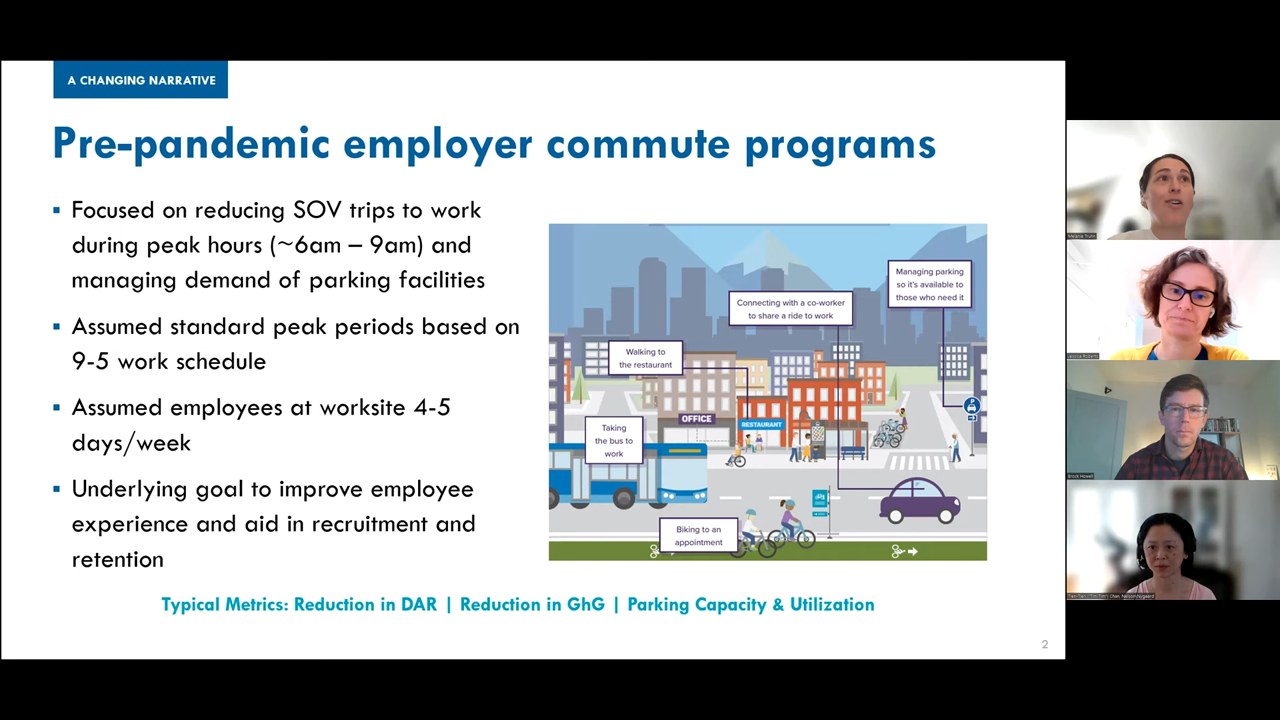 A CHANGING NARRATIVE
Pre-pandemic employer commute programs
▪ Focused on reducing SOV trips to work
during peak hours (~6am – 9am) and
managing demand of parking facilities
▪ Assumed standard peak periods based on
9-5 work schedule
▪ Assumed employees at worksite 4-5
days/week
▪ Underlying goal to improve employee
experience and aid in recruitment and
retention
Managing parking
so it's available to
those who need it
Connecting with a co-worker
to share a ride to work
Walking to
the restaurant
OFFICE
RESTAURANT
P
Taking
the bus to
work
Biking to an
appointment
Typical Metrics: Reduction in DAR | Reduction in GhG | Parking Capacity & Utilization
2
Jessica Roberts
Brock Howell